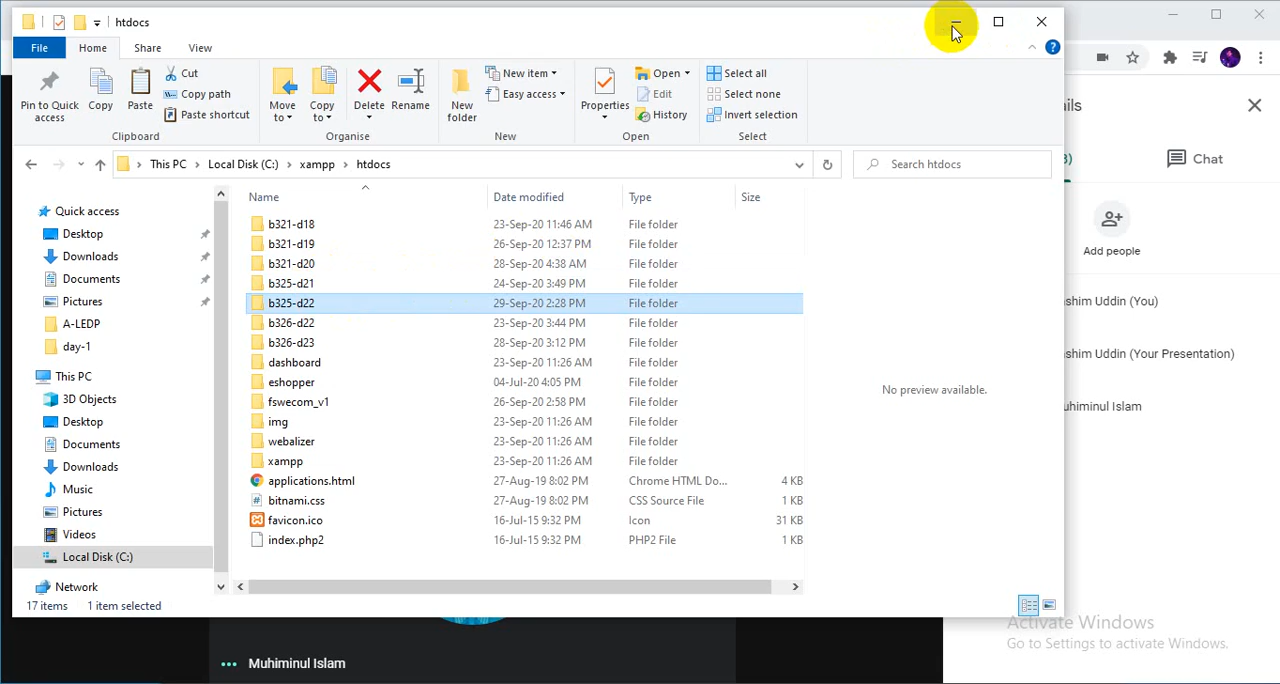 htdocs
File Home Share View
Pin to Quick access
Copy
Paste
Cut
Copy path
Paste shortcut
Clipboard
Move to
Copy to
Delete
Rename
Organise
New folder
New item
Easy access
New
Properties
Open
Edit
History
Open
Select all
Select none
Invert selection
Select
This PC Local Disk (C:) xampp htdocs
Search htdocs
Quick access
Desktop
Downloads
Documents
Pictures
A-LEDP
day-1
This PC
3D Objects
Desktop
Documents
Downloads
Music
Pictures
Videos
Local Disk (C:)
Network
Name Date modified Type Size
b321-d18 23-Sep-20 11:46 AM File folder
b321-d19 26-Sep-20 12:37 PM File folder
b321-d20 28-Sep-20 4:38 AM File folder
b325-d21 24-Sep-20 3:49 PM File folder
b325-d22 29-Sep-20 2:28 PM File folder
b326-d22 23-Sep-20 3:44 PM File folder
b326-d23 28-Sep-20 3:12 PM File folder
dashboard 23-Sep-20 11:26 AM File folder
eshopper 04-Jul-20 4:05 PM File folder
fswecom_v1 26-Sep-20 2:58 PM File folder
img 23-Sep-20 11:26 AM File folder
webalizer 23-Sep-20 11:26 AM File folder
xampp 23-Sep-20 11:26 AM File folder
applications.html 27-Aug-19 8:02 PM Chrome HTML Do... 4 KB
bitnami.css 27-Aug-19 8:02 PM CSS Source File 1 KB
favicon.ico 16-Jul-15 9:32 PM Icon 31 KB
index.php2 16-Jul-15 9:32 PM PHP2 File 1 KB
No preview available.
17 items 1 item selected
ails
3) Chat
Add people
shim Uddin (You)
shim Uddin (Your Presentation)
uhiminul Islam
Muhiminul Islam
Activate Windows
Go to Settings to activate Windows.